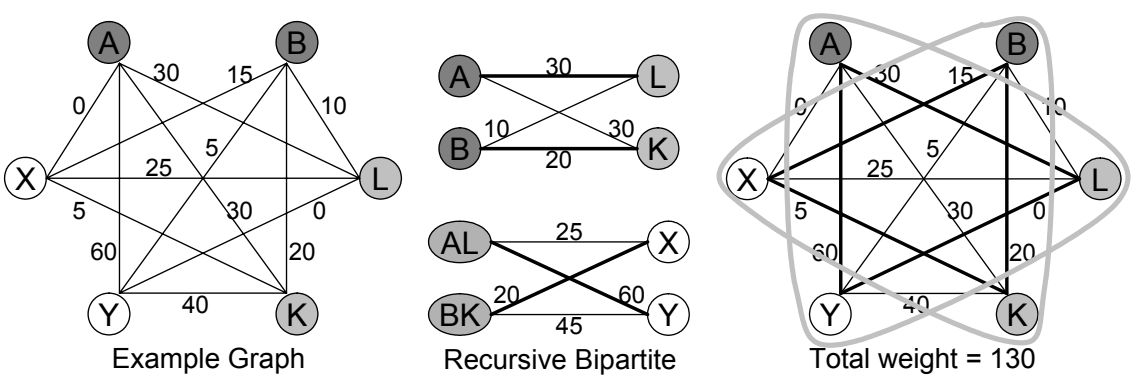 A B
30 15
0 10
5
X 25 L
5 30 0
60 20
Y 40 K
Example Graph
A 30 L
10 30
B 20 K
AL 25 X
20 60
BK 45 Y
Recursive Bipartite
A B
30 15
0 10
5
X 25 L
5 30 0
60 20
Y 40 K
Total weight = 130